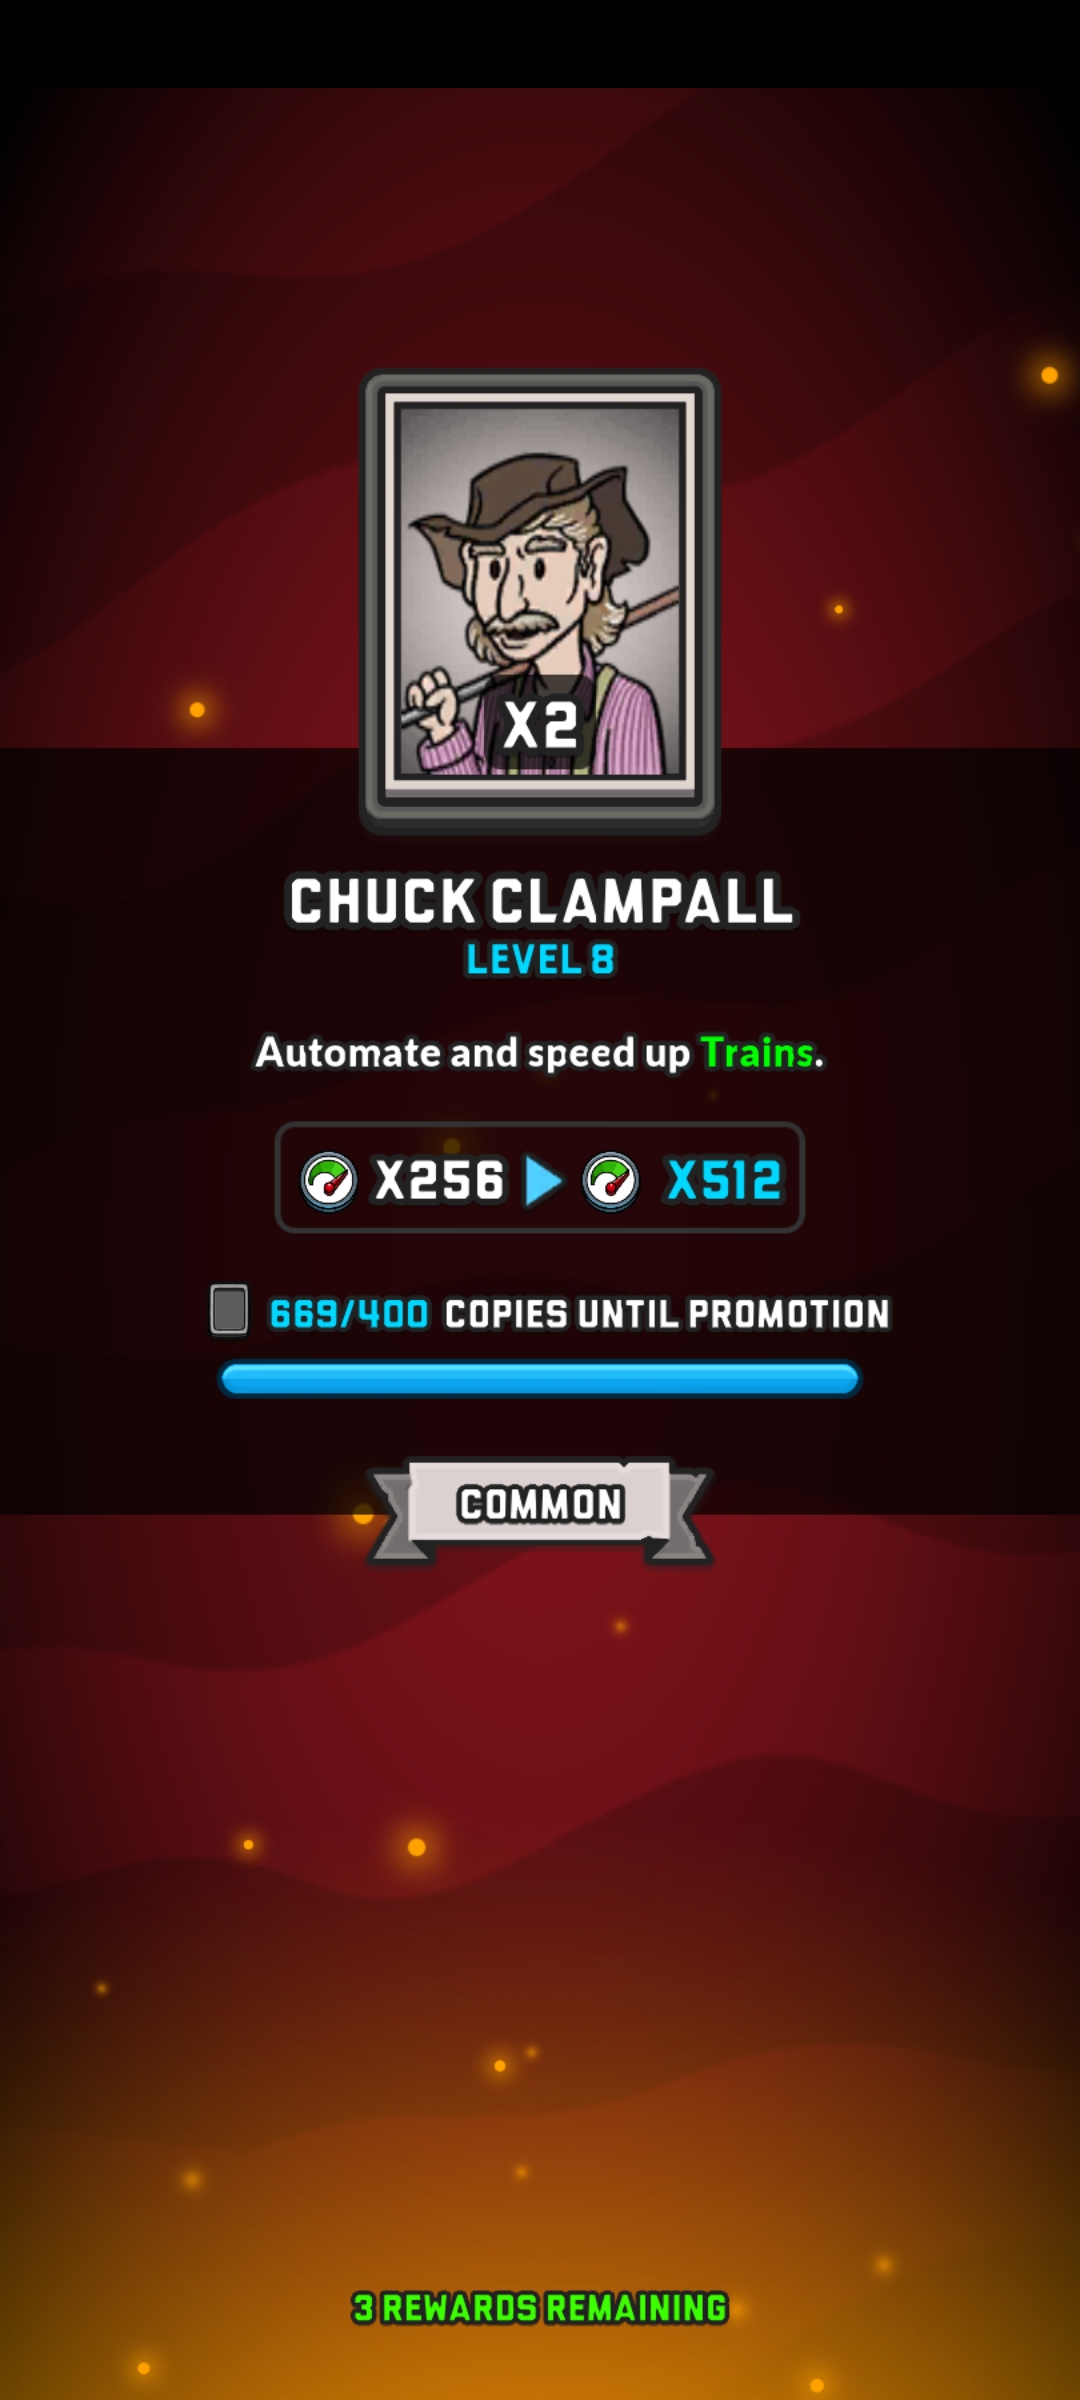 X2
CHUCK CLAMPALL
LEVEL 8
Automate and speed up Trains.
X256 X512
669/400 COPIES UNTIL PROMOTION
COMMON
3 REWARDS REMAINING